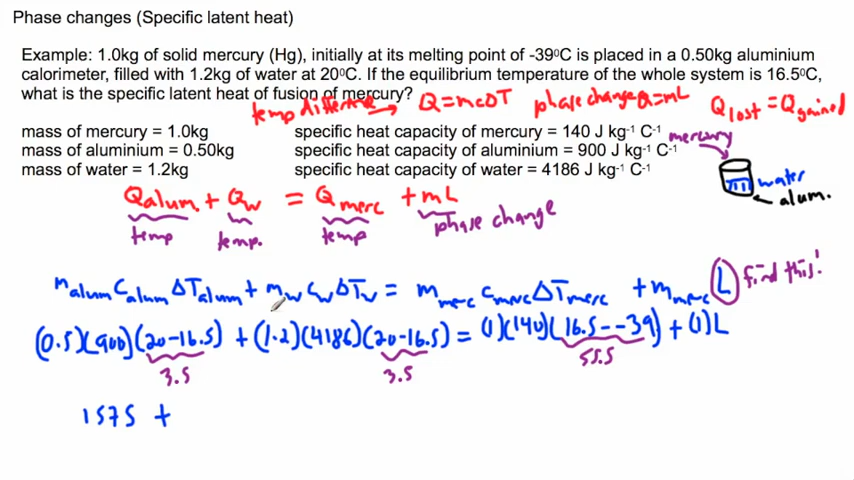 Phase changes (Specific latent heat)
Example: 1.0kg of solid mercury (Hg), initially at its melting point of -39⁰C is placed in a 0.50kg aluminium
calorimeter, filled with 1.2kg of water at 20⁰C. If the equilibrium temperature of the whole system is 16.5⁰C,
what is the specific latent heat of fusion of mercury?
temp difference → Q=mcΔT phase change Q=mL Qlost = Qgained
mass of mercury = 1.0kg specific heat capacity of mercury = 140 J kg⁻¹ C⁻¹ mercury
mass of aluminium = 0.50kg specific heat capacity of aluminium = 900 J kg⁻¹ C⁻¹
mass of water = 1.2kg specific heat capacity of water = 4186 J kg⁻¹ C⁻¹
water
alum.
Qalum + Qw = Qmerc + mL
temp temp. temp phase change
malum Calum ΔTalum + mw Cw ΔTw = mmerc Cmerc ΔTmerc + mmerc L find this!
(0.5)(900)(20-16.5) + (1.2)(4186)(20-16.5) = (1)(140)(16.5--39) + (1)L
3.5 3.5 55.5
1575 +